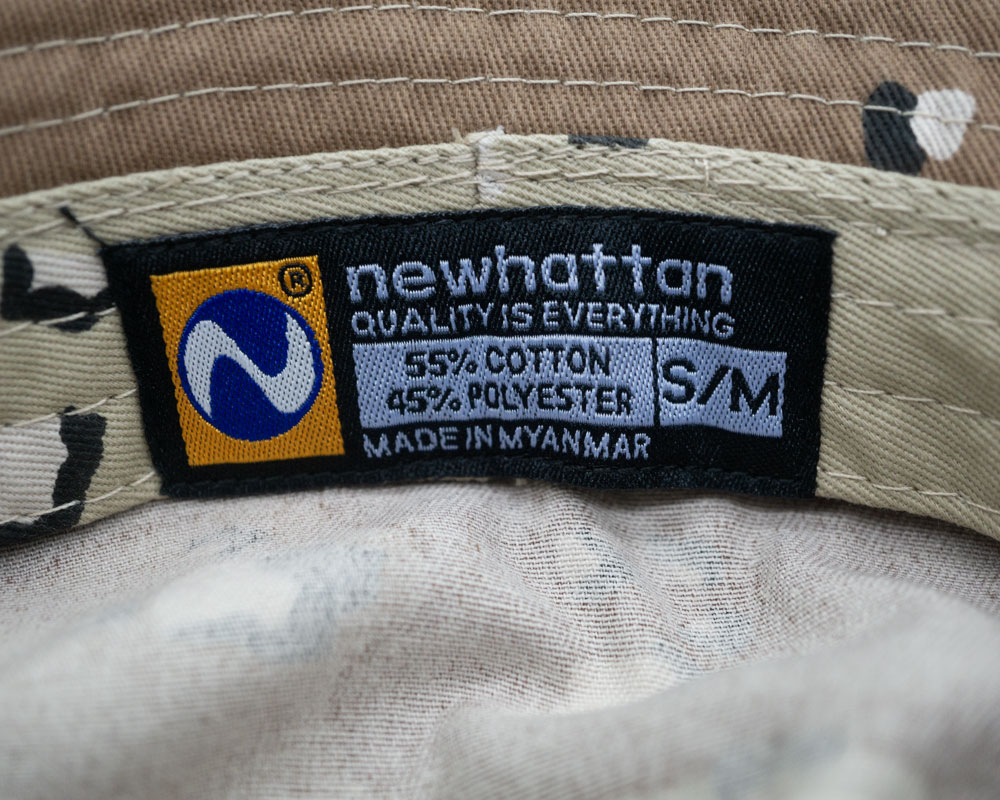 ®
newhattan
QUALITY IS EVERYTHING
55% COTTON
45% POLYESTER
S/M
MADE IN MYANMAR